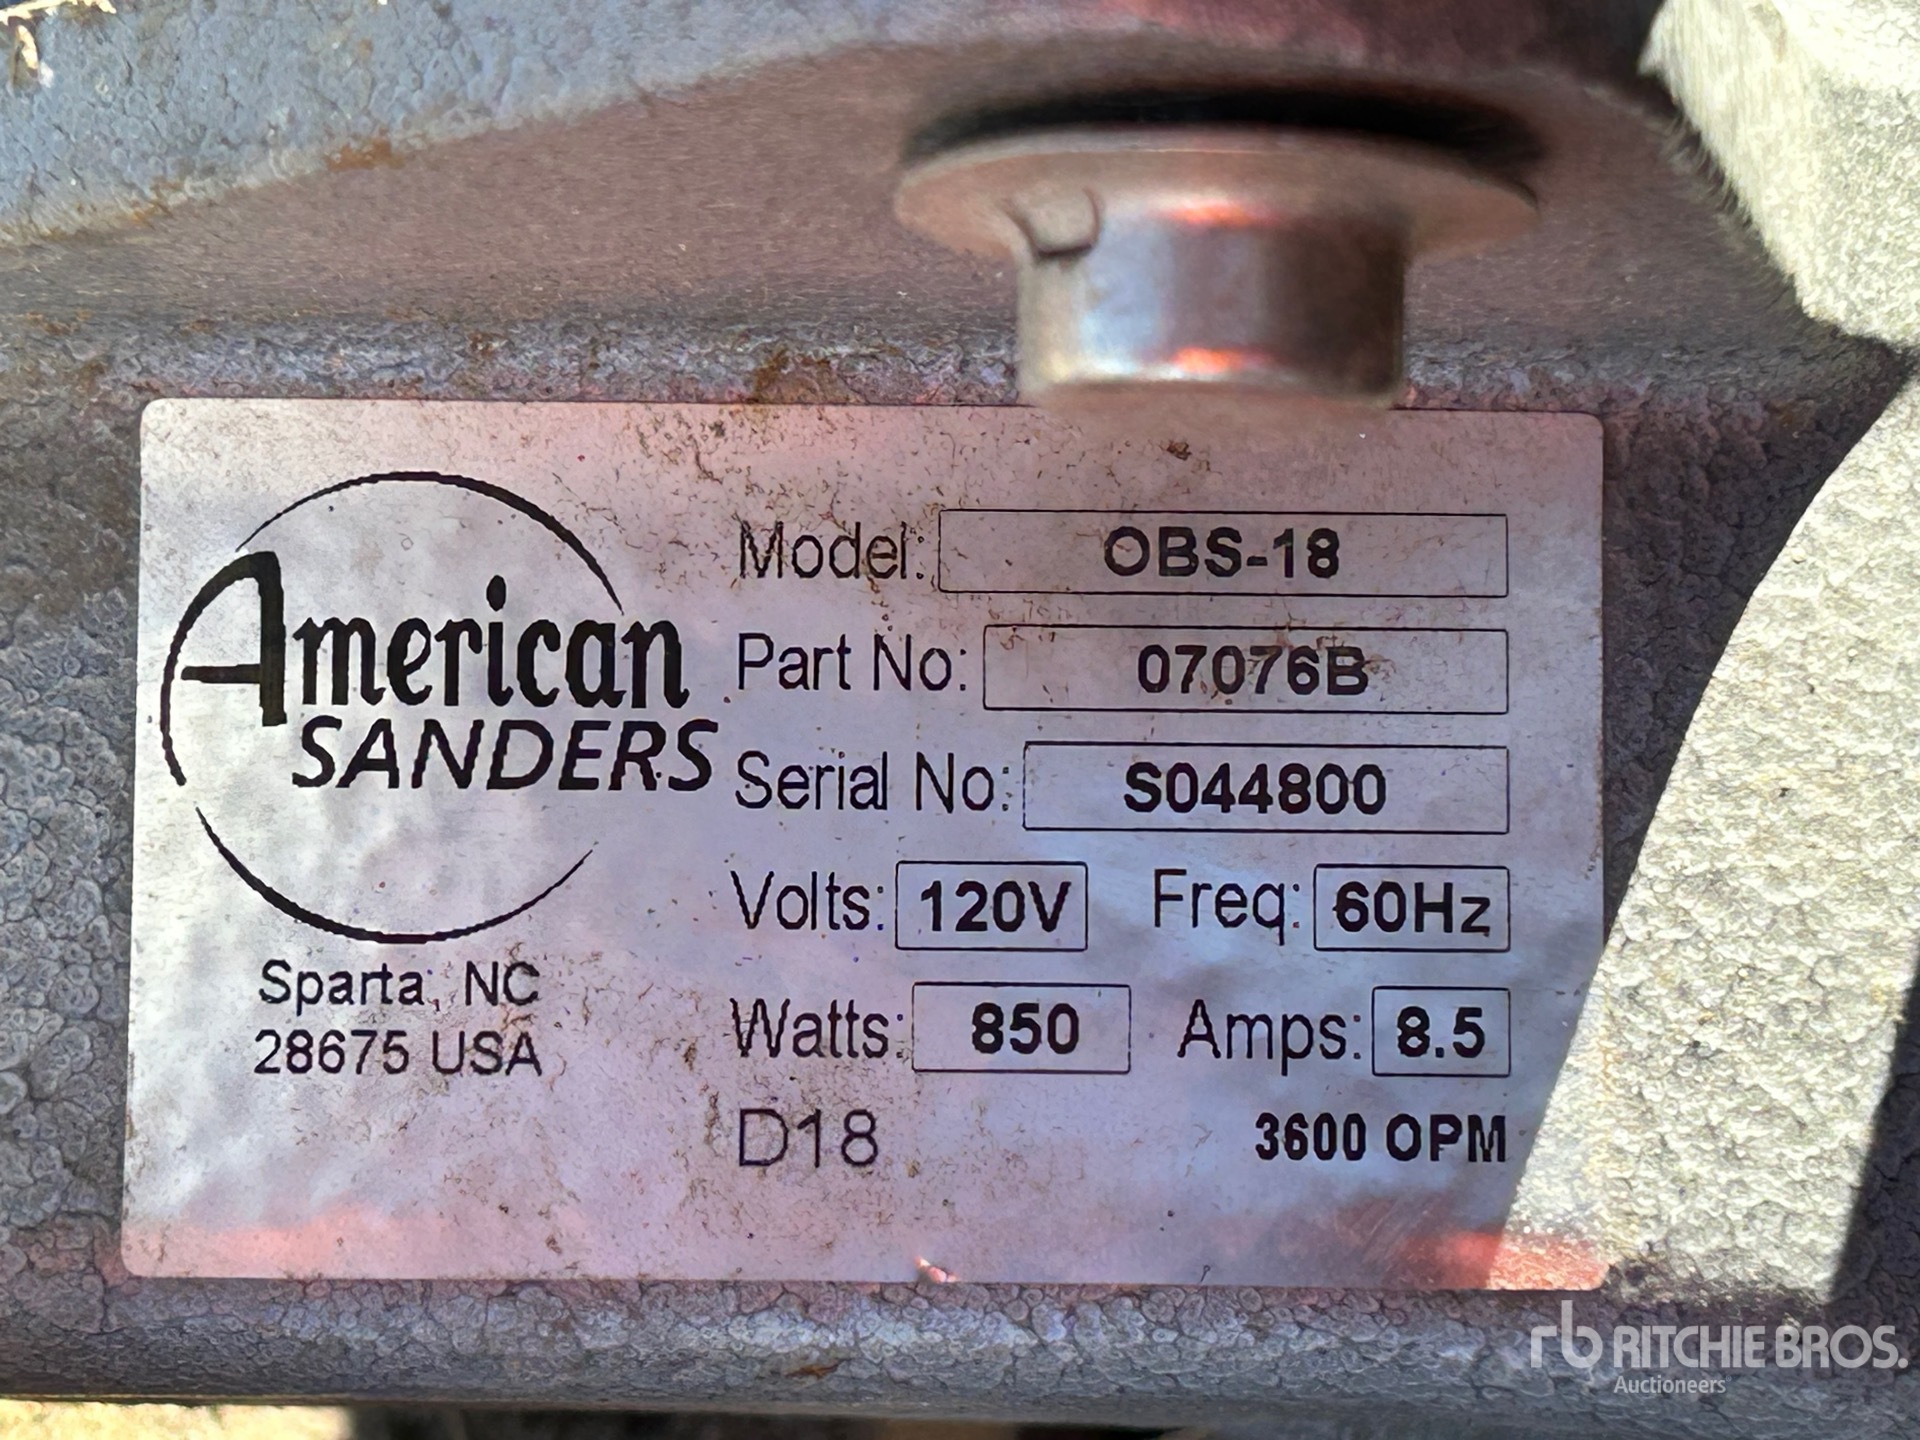 American
SANDERS
Sparta, NC
28675 USA
Model: OBS-18
Part No: 07076B
Serial No: S044800
Volts: 120V Freq: 60Hz
Watts: 850 Amps: 8.5
D18 3600 OPM
rb RITCHIE BROS.
Auctioneers